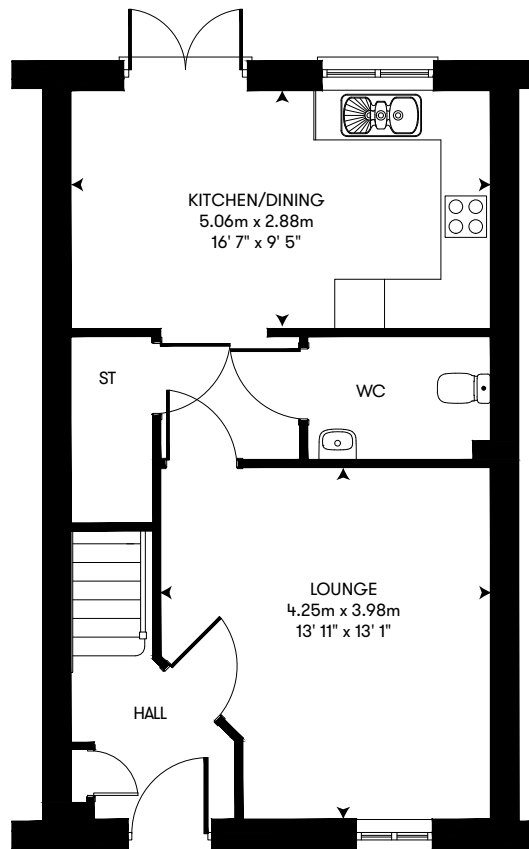 KITCHEN/DINING
5.06m x 2.88m
16' 7" x 9' 5"
ST
WC
LOUNGE
4.25m x 3.98m
13' 11" x 13' 1"
HALL